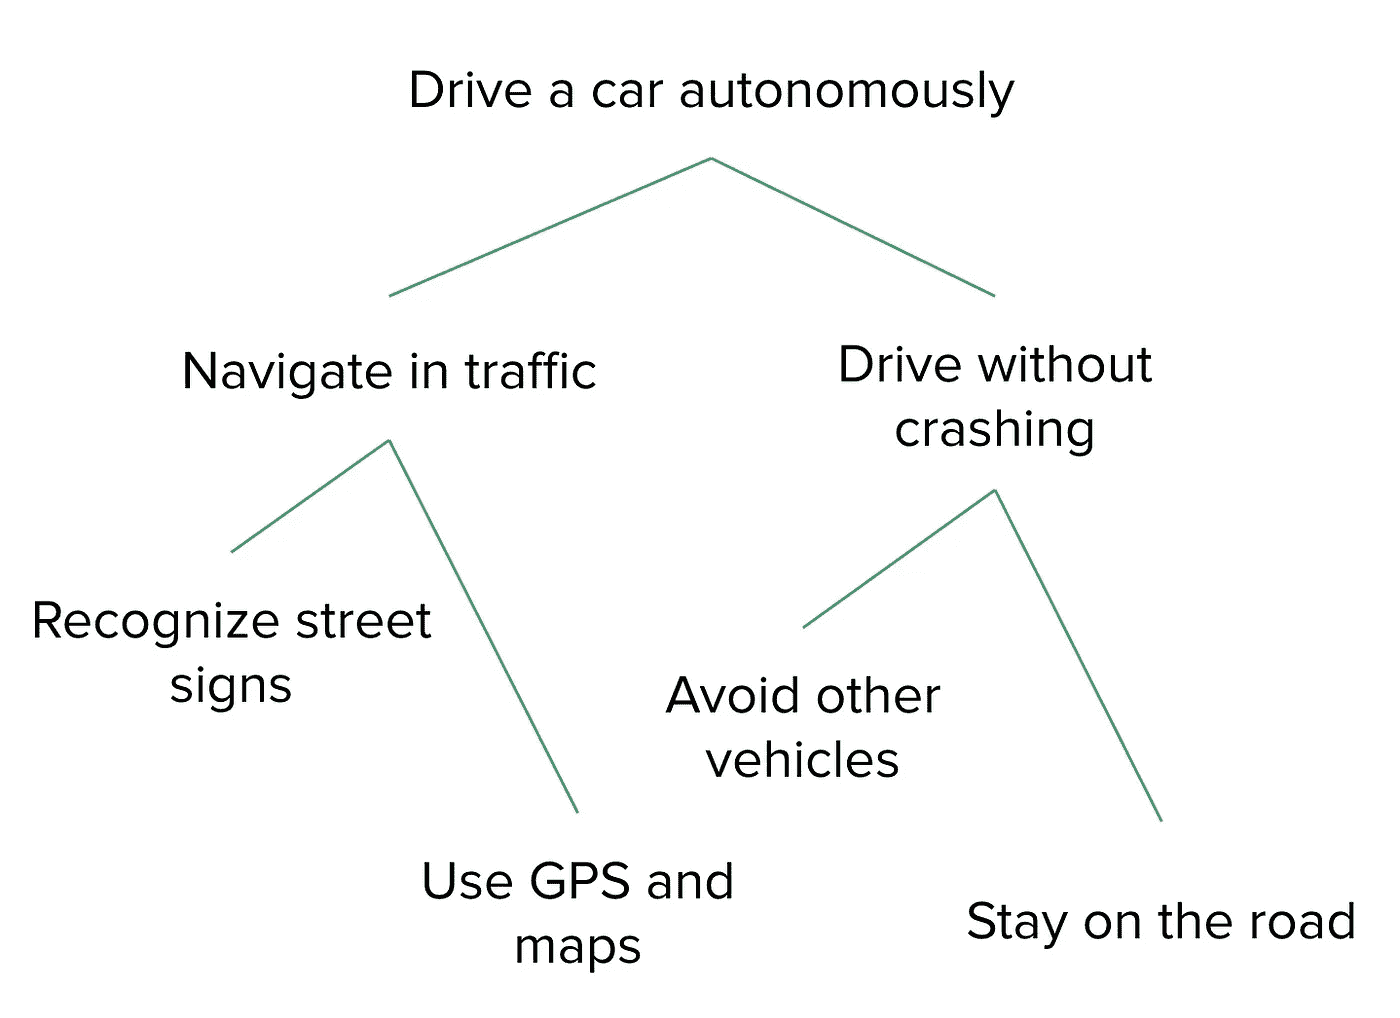 Drive a car autonomously
Navigate in traffic
Drive without
crashing
Recognize street
signs
Avoid other
vehicles
Use GPS and
maps
Stay on the road